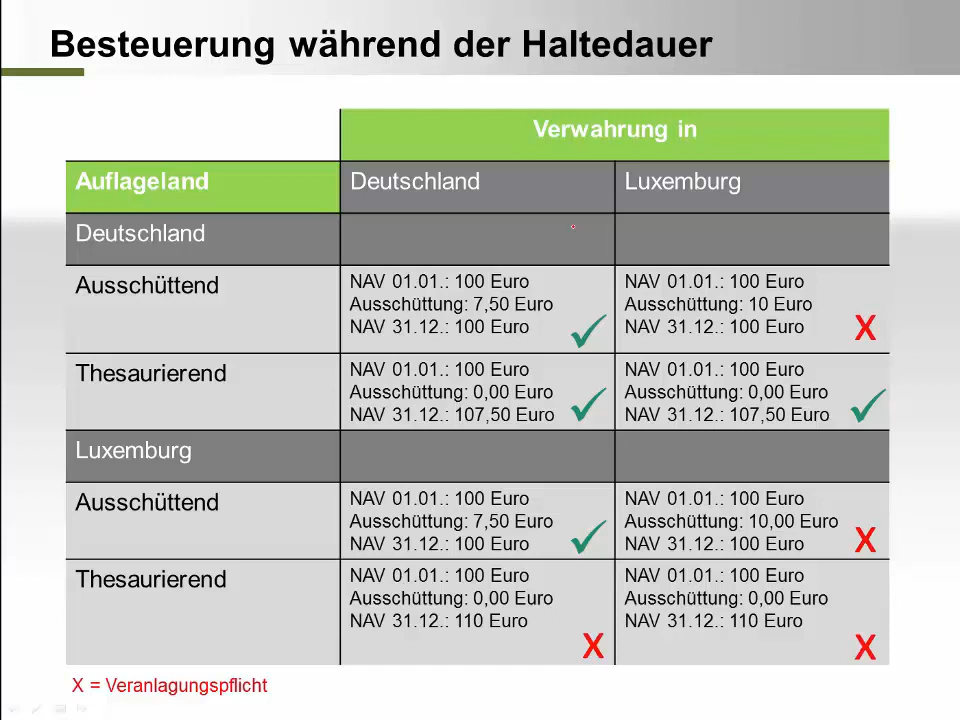 Besteuerung während der Haltedauer
Verwahrung in
Auflageland
Deutschland
Luxemburg
Deutschland
Ausschüttend
NAV 01.01.: 100 Euro
Ausschüttung: 7,50 Euro
NAV 31.12.: 100 Euro
NAV 01.01.: 100 Euro
Ausschüttung: 10 Euro
NAV 31.12.: 100 Euro
X
Thesaurierend
NAV 01.01.: 100 Euro
Ausschüttung: 0,00 Euro
NAV 31.12.: 107,50 Euro
NAV 01.01.: 100 Euro
Ausschüttung: 0,00 Euro
NAV 31.12.: 107,50 Euro
Luxemburg
Ausschüttend
NAV 01.01.: 100 Euro
Ausschüttung: 7,50 Euro
NAV 31.12.: 100 Euro
NAV 01.01.: 100 Euro
Ausschüttung: 10,00 Euro
NAV 31.12.: 100 Euro
X
Thesaurierend
NAV 01.01.: 100 Euro
Ausschüttung: 0,00 Euro
NAV 31.12.: 110 Euro
X
NAV 01.01.: 100 Euro
Ausschüttung: 0,00 Euro
NAV 31.12.: 110 Euro
X
X = Veranlagungspflicht